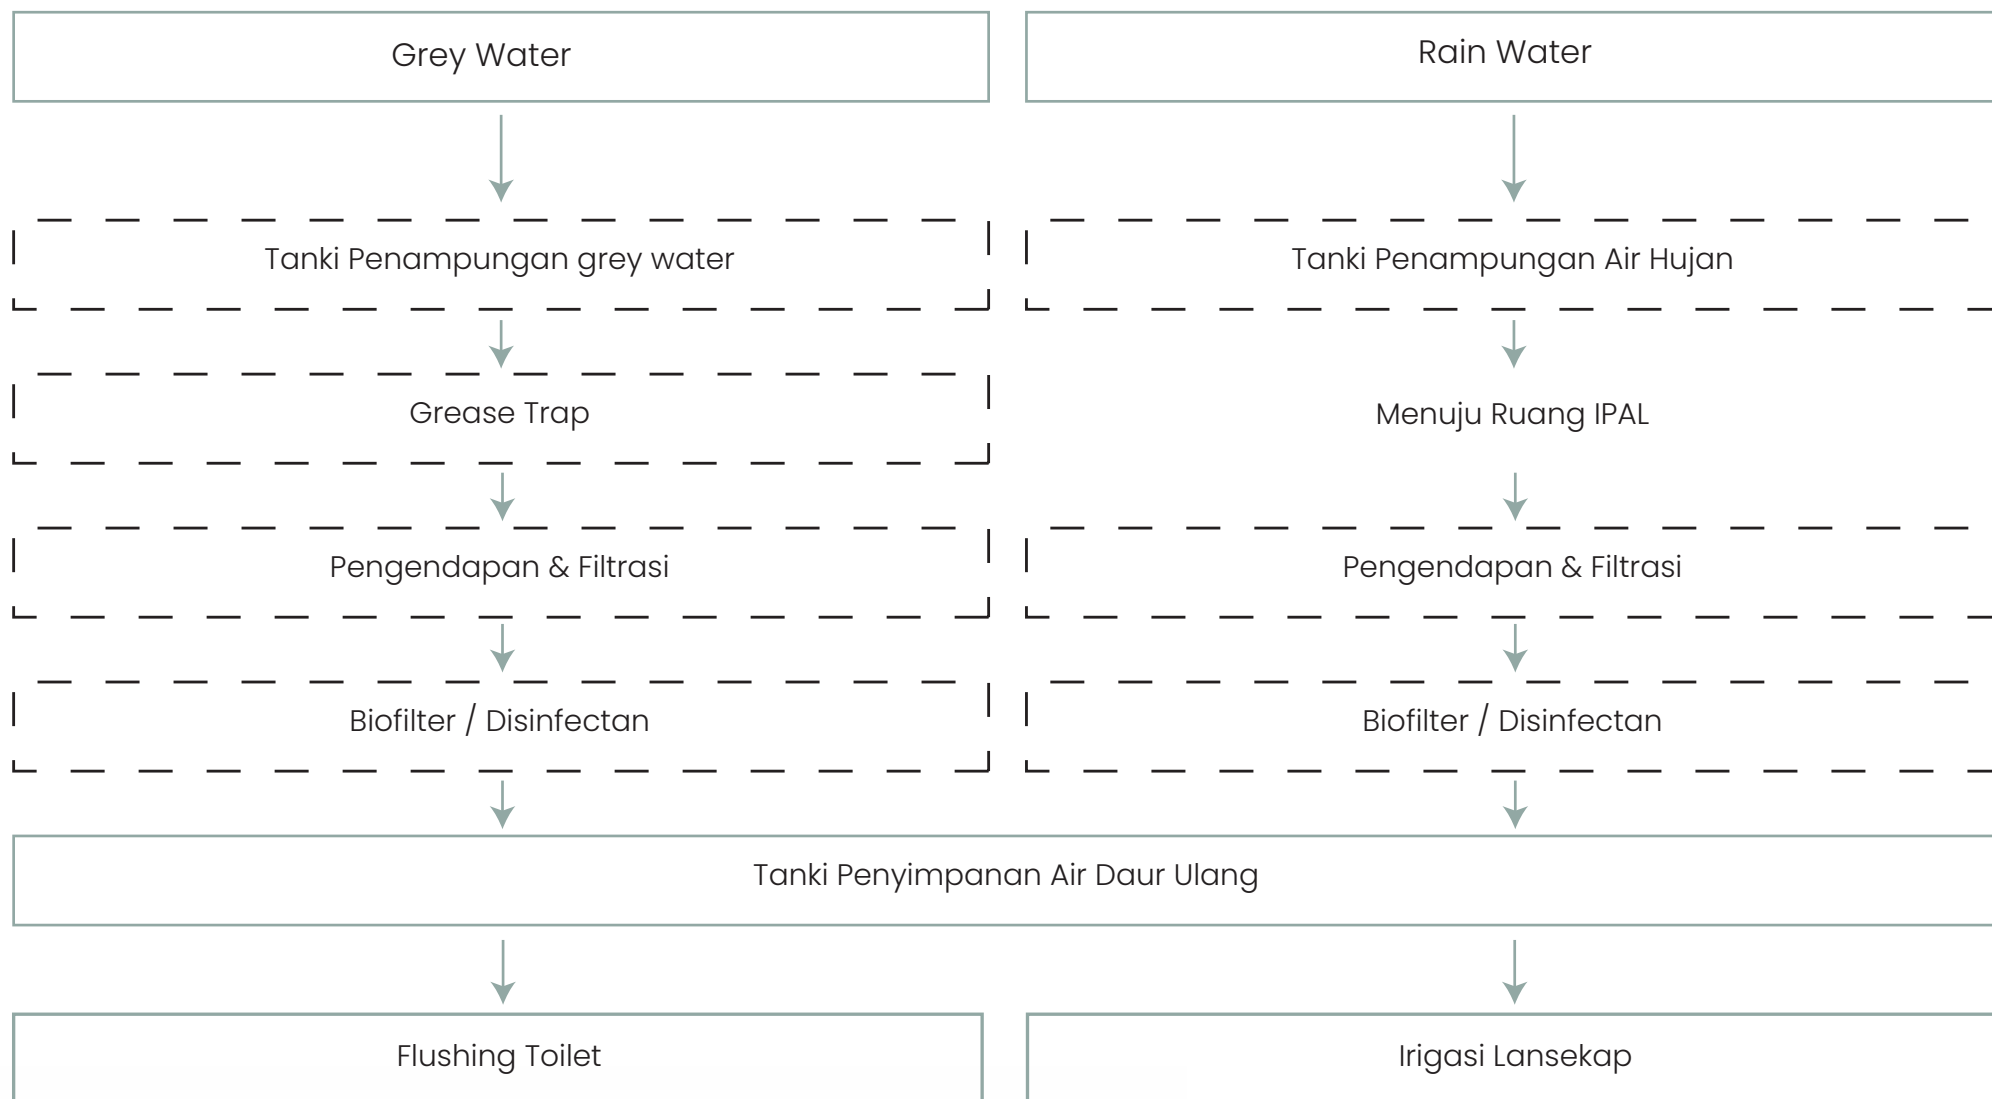 Grey Water
Rain Water
Tanki Penampungan grey water
Tanki Penampungan Air Hujan
Grease Trap
Menuju Ruang IPAL
Pengendapan & Filtrasi
Pengendapan & Filtrasi
Biofilter / Disinfectan
Biofilter / Disinfectan
Tanki Penyimpanan Air Daur Ulang
Flushing Toilet
Irigasi Lansekap